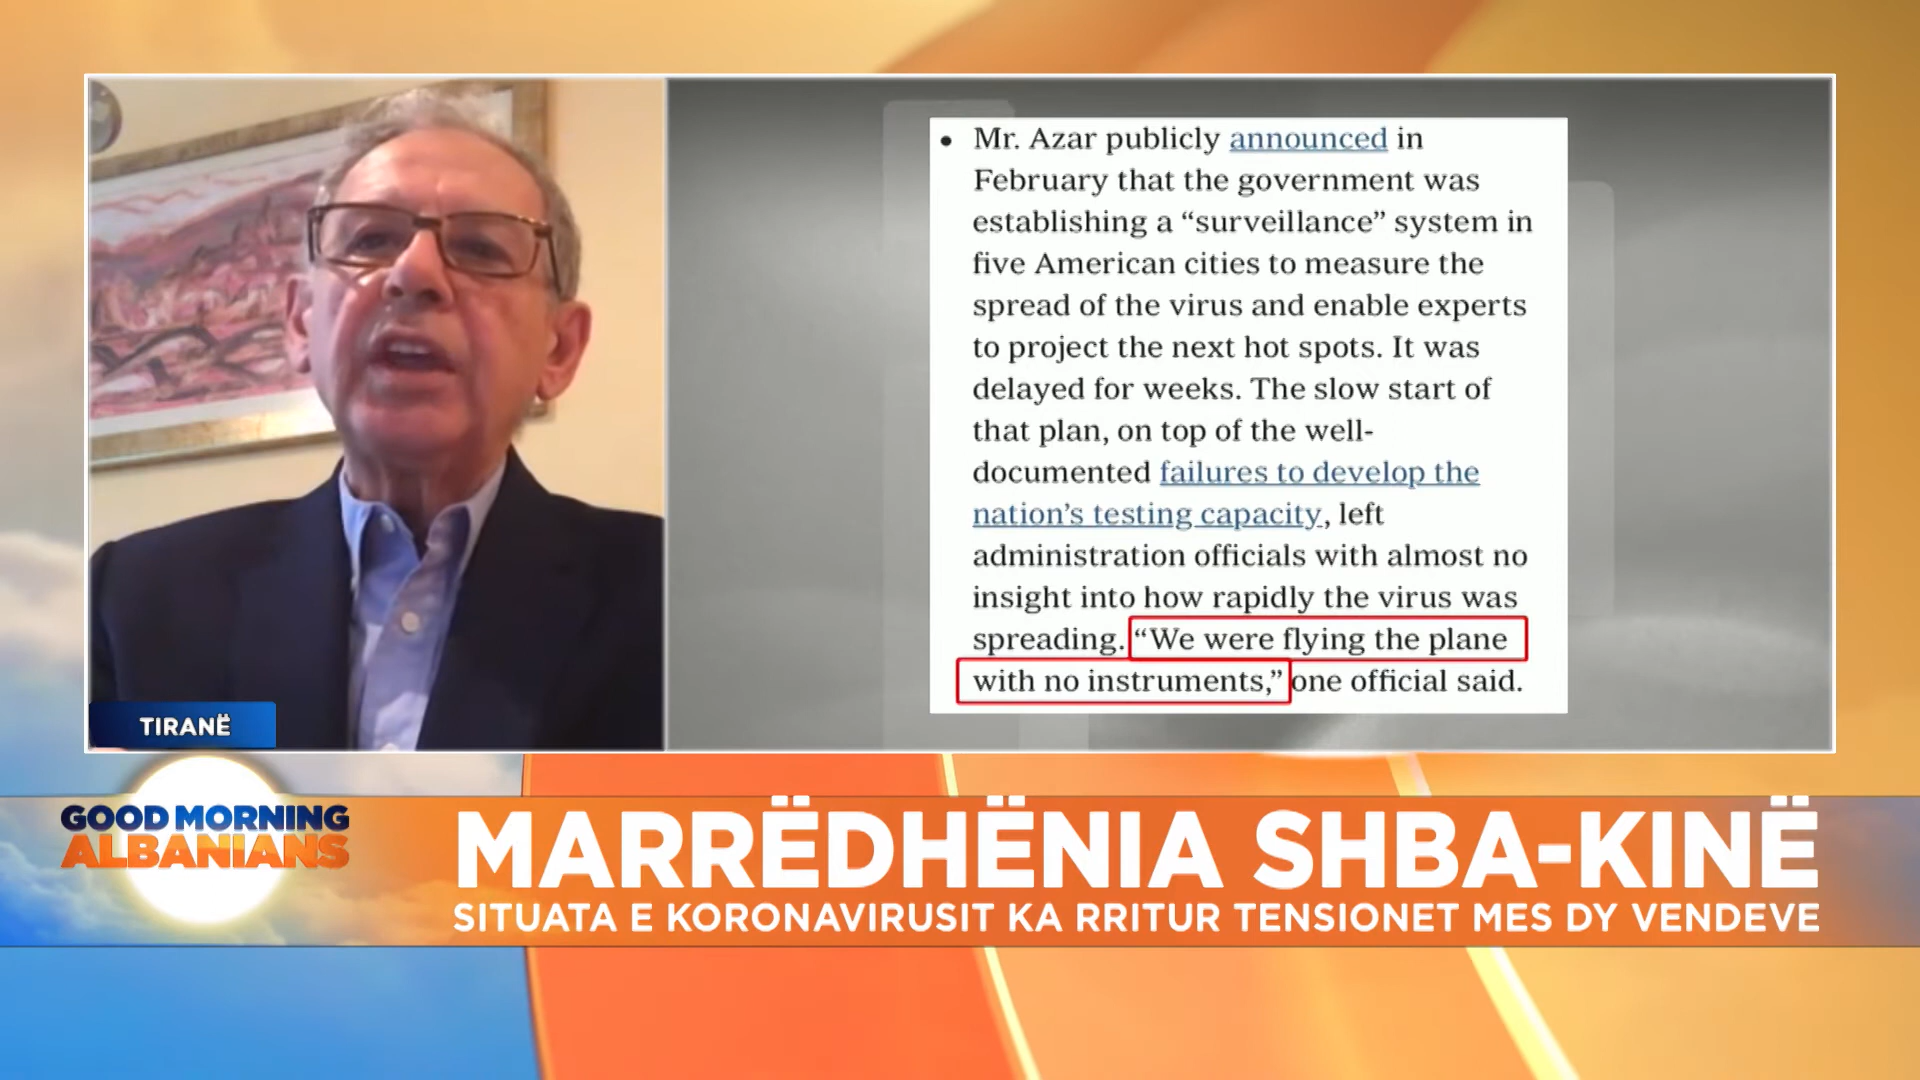 • Mr. Azar publicly announced in
February that the government was
establishing a “surveillance” system in
five American cities to measure the
spread of the virus and enable experts
to project the next hot spots. It was
delayed for weeks. The slow start of
that plan, on top of the well-
documented failures to develop the
nation’s testing capacity, left
administration officials with almost no
insight into how rapidly the virus was
spreading. “We were flying the plane
with no instruments,” one official said.
TIRANË
GOOD MORNING
ALBANIANS
MARRËDHËNIA SHBA-KINË
SITUATA E KORONAVIRUSIT KA RRITUR TENSIONET MES DY VENDEVE